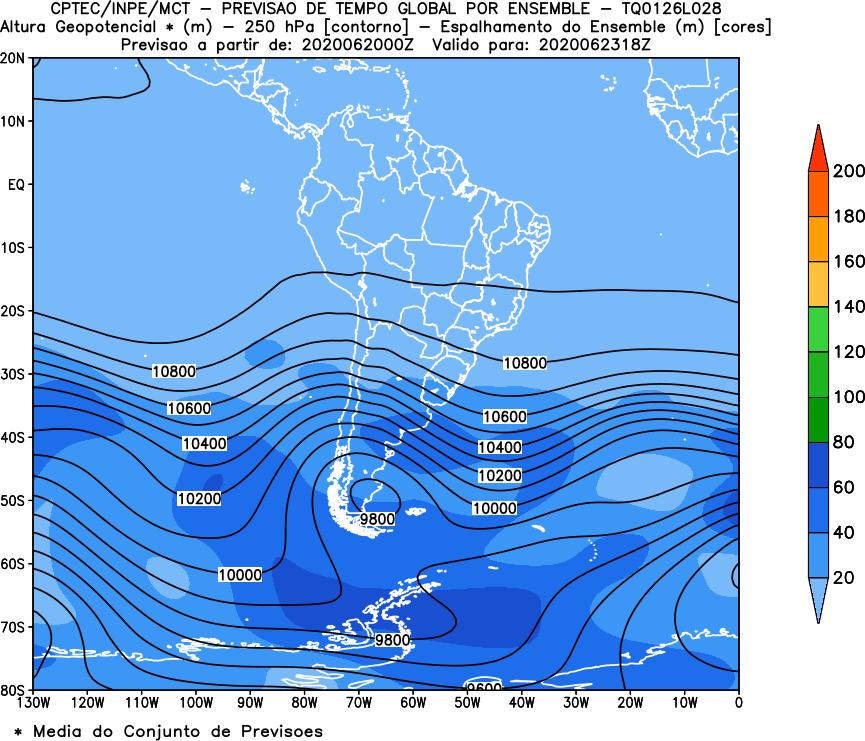 CPTEC/INPE/MCT – PREVISAO DE TEMPO GLOBAL POR ENSEMBLE – TQ0126L028
Altura Geopotencial * (m) – 250 hPa [contorno] – Espalhamento do Ensemble (m) [cores]
Previsao a partir de: 2020062000Z Valido para: 2020062318Z
20N
10N
EQ
10S
20S
30S
40S
50S
60S
70S
80S
10800
10800
10600
10600
10400
10400
10200
10200
10000
9800
10000
9800
9600
130W 120W 110W 100W 90W 80W 70W 60W 50W 40W 30W 20W 10W 0
200
180
160
140
120
100
80
60
40
20
* Media do Conjunto de Previsoes